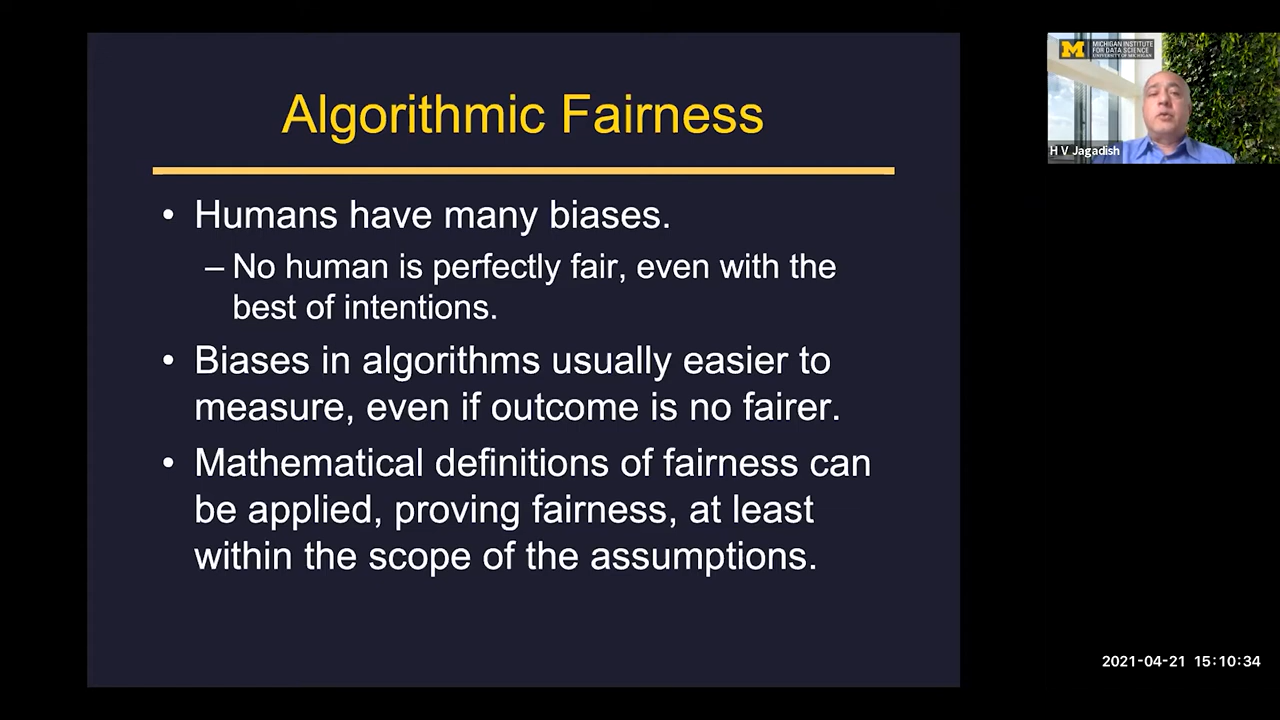 Algorithmic Fairness
• Humans have many biases.
– No human is perfectly fair, even with the
best of intentions.
• Biases in algorithms usually easier to
measure, even if outcome is no fairer.
• Mathematical definitions of fairness can
be applied, proving fairness, at least
within the scope of the assumptions.
M
MICHIGAN INSTITUTE
FOR DATA SCIENCE
UNIVERSITY OF MICHIGAN
H V Jagadish
2021-04-21 15:10:34